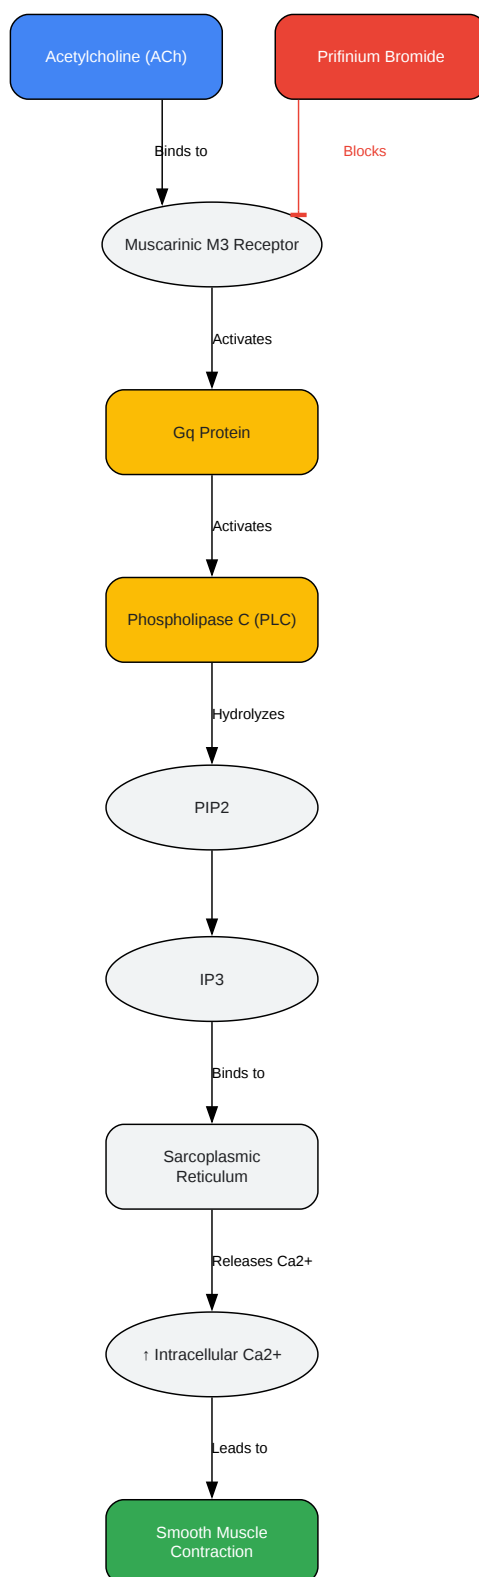 Acetylcholine (ACh)
Prifinium Bromide
Binds to
Blocks
Muscarinic M3 Receptor
Activates
Gq Protein
Activates
Phospholipase C (PLC)
Hydrolyzes
PIP2
IP3
Binds to
Sarcoplasmic
Reticulum
Releases Ca2+
↑ Intracellular Ca2+
Leads to
Smooth Muscle
Contraction